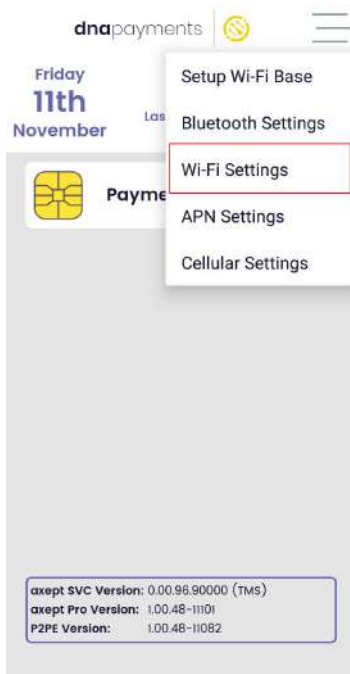 dnapayments
Friday
11th
November
Las
Setup Wi-Fi Base
Bluetooth Settings
Wi-Fi Settings
APN Settings
Cellular Settings
Payme
axept SVC Version: 0.00.96.90000 (TMS)
axept Pro Version: 1.00.48-11101
P2PE Version: 1.00.48-11082